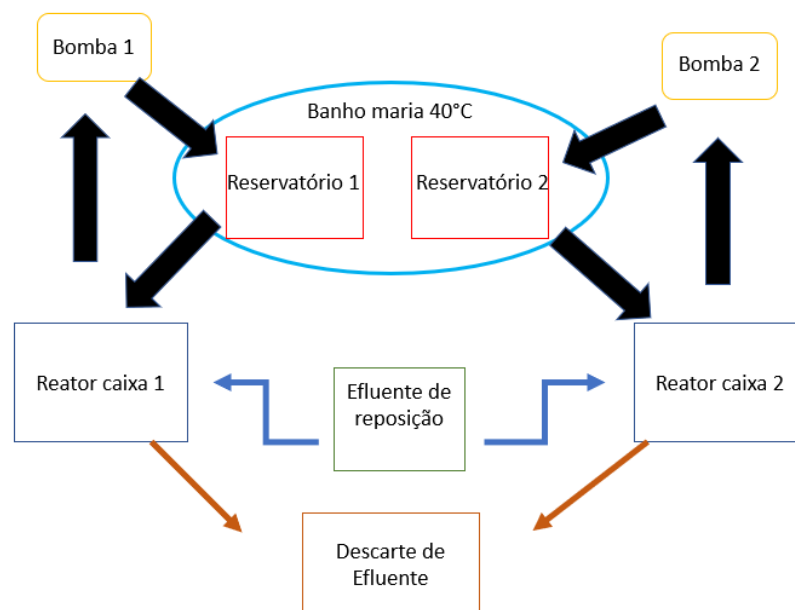 Bomba 1
Bomba 2
Banho maria 40°C
Reservatório 1
Reservatório 2
Reator caixa 1
Efluente de
reposição
Reator caixa 2
Descarte de
Efluente